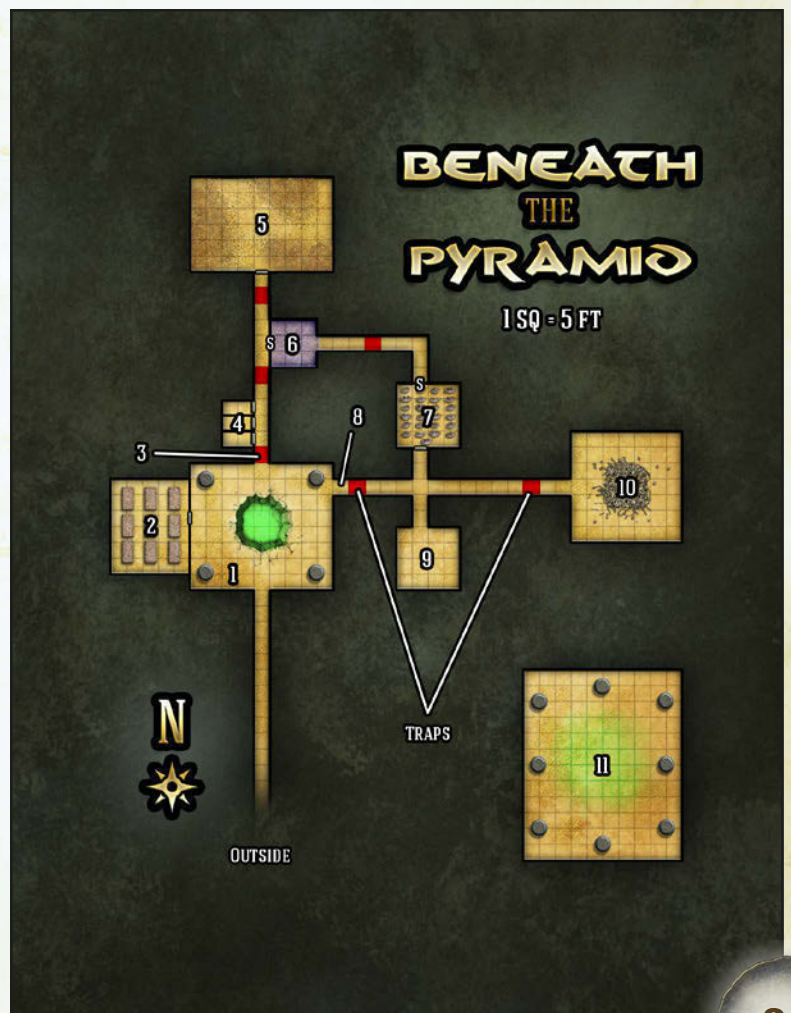 BENEATH
THE
PYRAMID
1 SQ = 5 FT
5
S 6
S
7
4
8
3
10
2
9
1
TRAPS
N
11
OUTSIDE